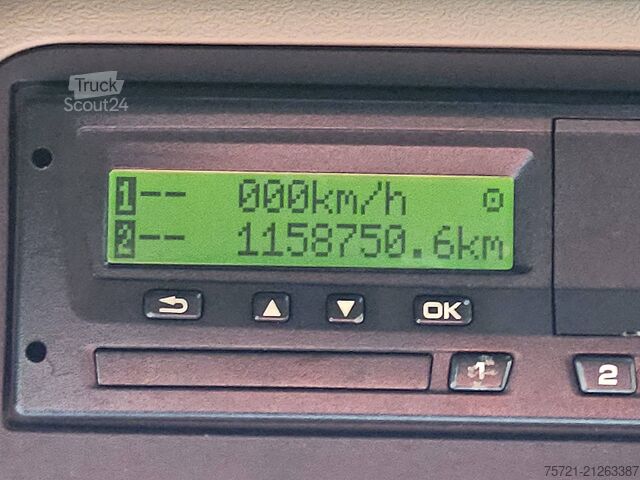 Truck
Scout24
1-- 000km/h
2-- 1158750.6km
OK
1
2
75721-21263387